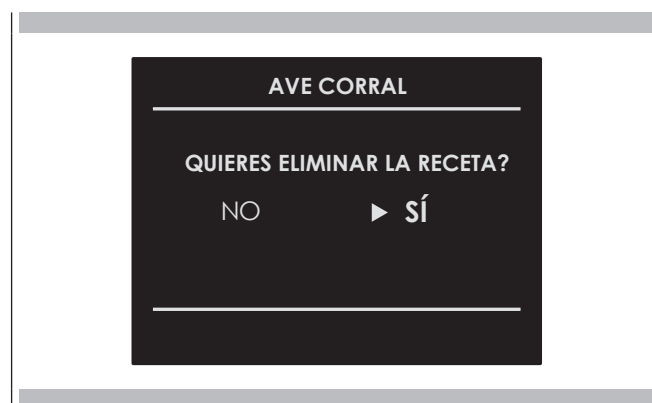 AVE CORRAL
QUIERES ELIMINAR LA RECETA?
NO ▶ SÍ